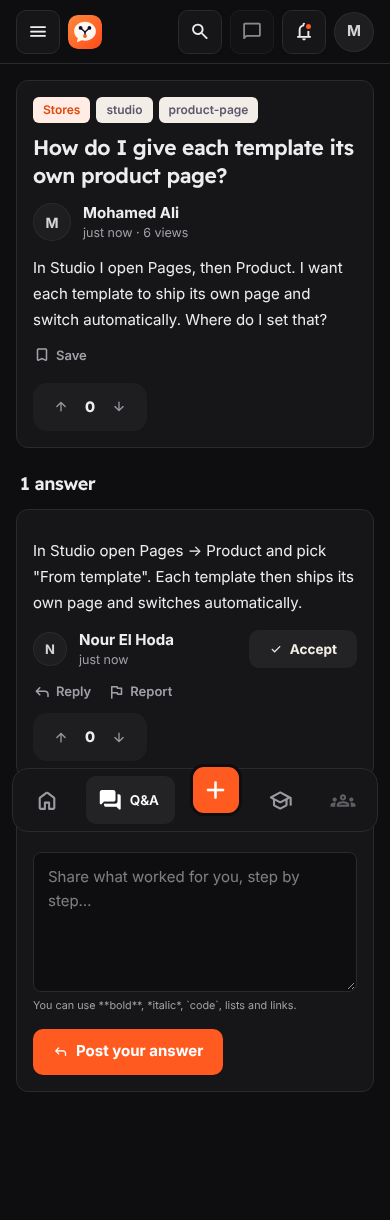 M
Stores studio product-page
How do I give each template its
own product page?
M
Mohamed Ali
just now · 6 views
In Studio I open Pages, then Product. I want
each template to ship its own page and
switch automatically. Where do I set that?
Save
0
1 answer
In Studio open Pages → Product and pick
"From template". Each template then ships its
own page and switches automatically.
N
Nour El Hoda
just now
Accept
Reply Report
0
Q&A
Share what worked for you, step by
step...
You can use **bold**, *italic*, `code`, lists and links.
Post your answer